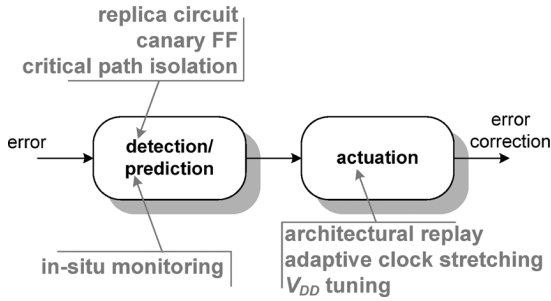 replica circuit
canary FF
critical path isolation
error
detection/
prediction
actuation
error
correction
in-situ monitoring
architectural replay
adaptive clock stretching
VDD tuning